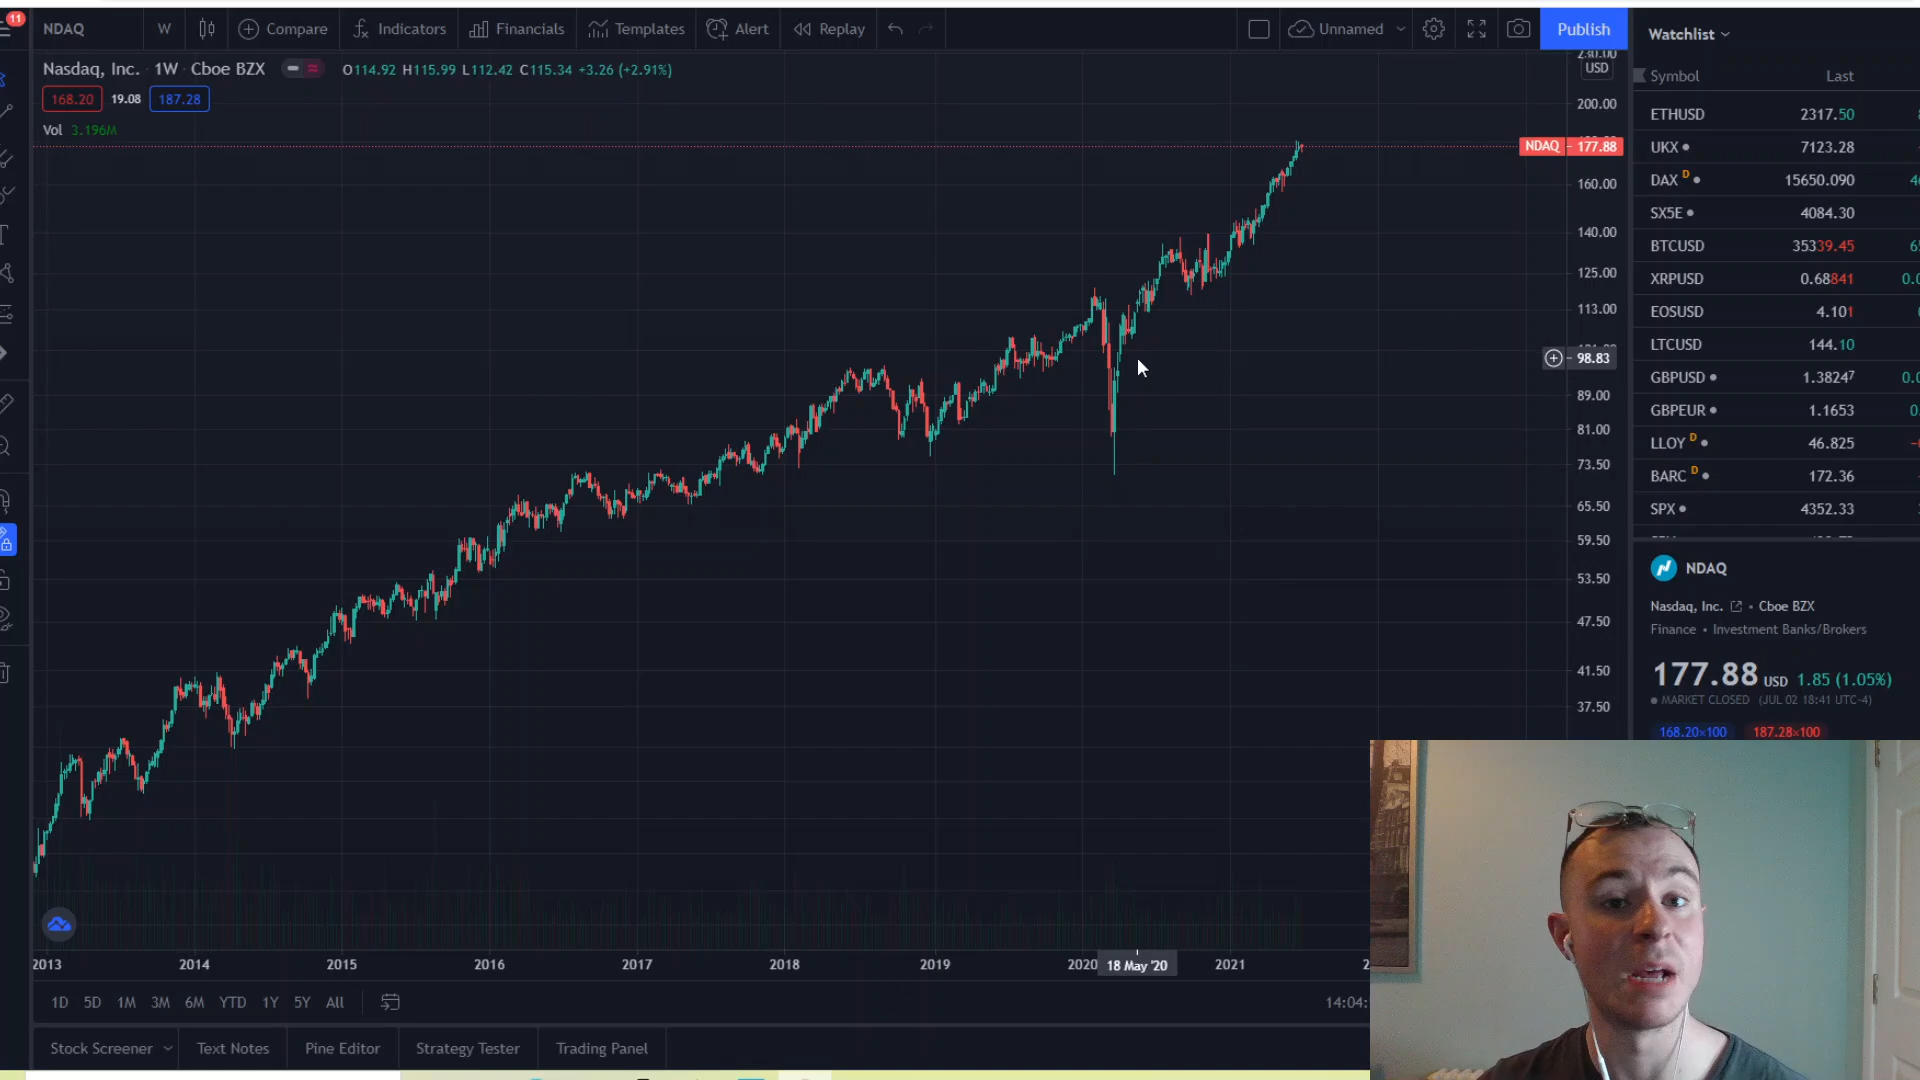 11
NDAQ W Compare Indicators Financials Templates Alert Replay Unnamed Publish
Nasdaq, Inc. · 1W · Cboe BZX O114.92 H115.99 L112.42 C115.34 +3.26 (+2.91%)
168.20 19.08 187.28
Vol 3.196M
USD
200.00
NDAQ 177.88
160.00
140.00
125.00
113.00
98.83
89.00
81.00
73.50
65.50
59.50
53.50
47.50
41.50
37.50
2013 2014 2015 2016 2017 2018 2019 2020 18 May '20 2021
1D 5D 1M 3M 6M YTD 1Y 5Y All 14:04:
Stock Screener Text Notes Pine Editor Strategy Tester Trading Panel
Watchlist
Symbol Last
ETHUSD 2317.50
UKX 7123.28
DAX D 15650.090
SX5E 4084.30
BTCUSD 35339.45
XRPUSD 0.68841 0.0
EOSUSD 4.101
LTCUSD 144.10
GBPUSD 1.38247 0.0
GBPEUR 1.1653 0.
LLOY D 46.825
BARC D 172.36
SPX 4352.33
NDAQ
Nasdaq, Inc. • Cboe BZX
Finance • Investment Banks/Brokers
177.88 USD 1.85 (1.05%)
MARKET CLOSED (JUL 02 18:41 UTC-4)
168.20×100 187.28×100